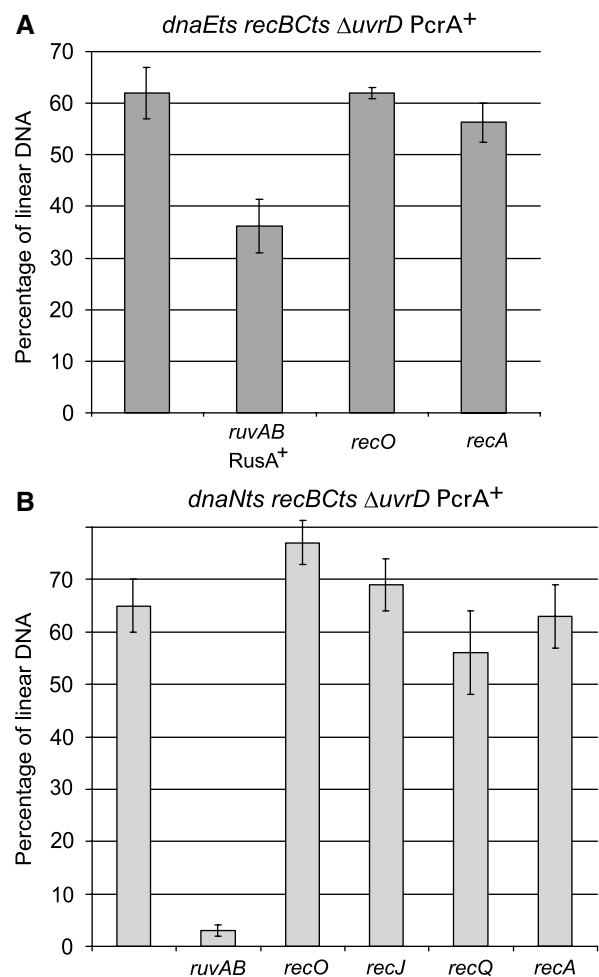 A
dnaEts recBCts ΔuvrD PcrA+
Percentage of linear DNA
70
60
50
40
30
20
10
0
ruvAB
RusA+
recO
recA
B
dnaNts recBCts ΔuvrD PcrA+
Percentage of linear DNA
70
60
50
40
30
20
10
0
ruvAB recO recJ recQ recA